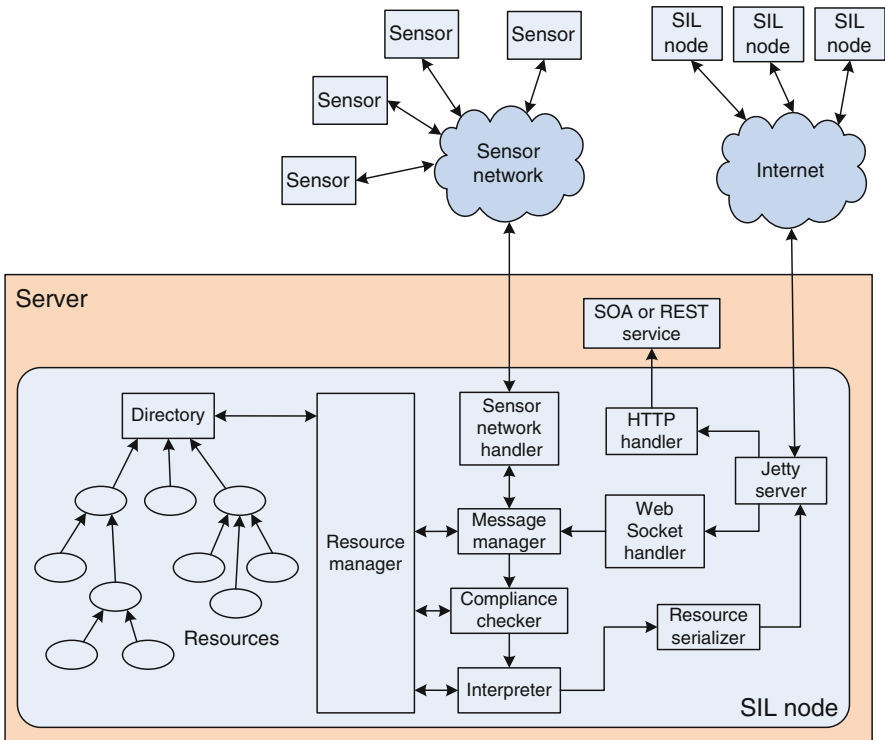 Sensor
Sensor
Sensor
Sensor
Sensor
network
SIL
node
SIL
node
SIL
node
Internet
Server
SOA or REST
service
Directory
Resources
Resource
manager
Sensor
network
handler
Message
manager
Compliance
checker
Interpreter
HTTP
handler
Web
Socket
handler
Jetty
server
Resource
serializer
SIL node